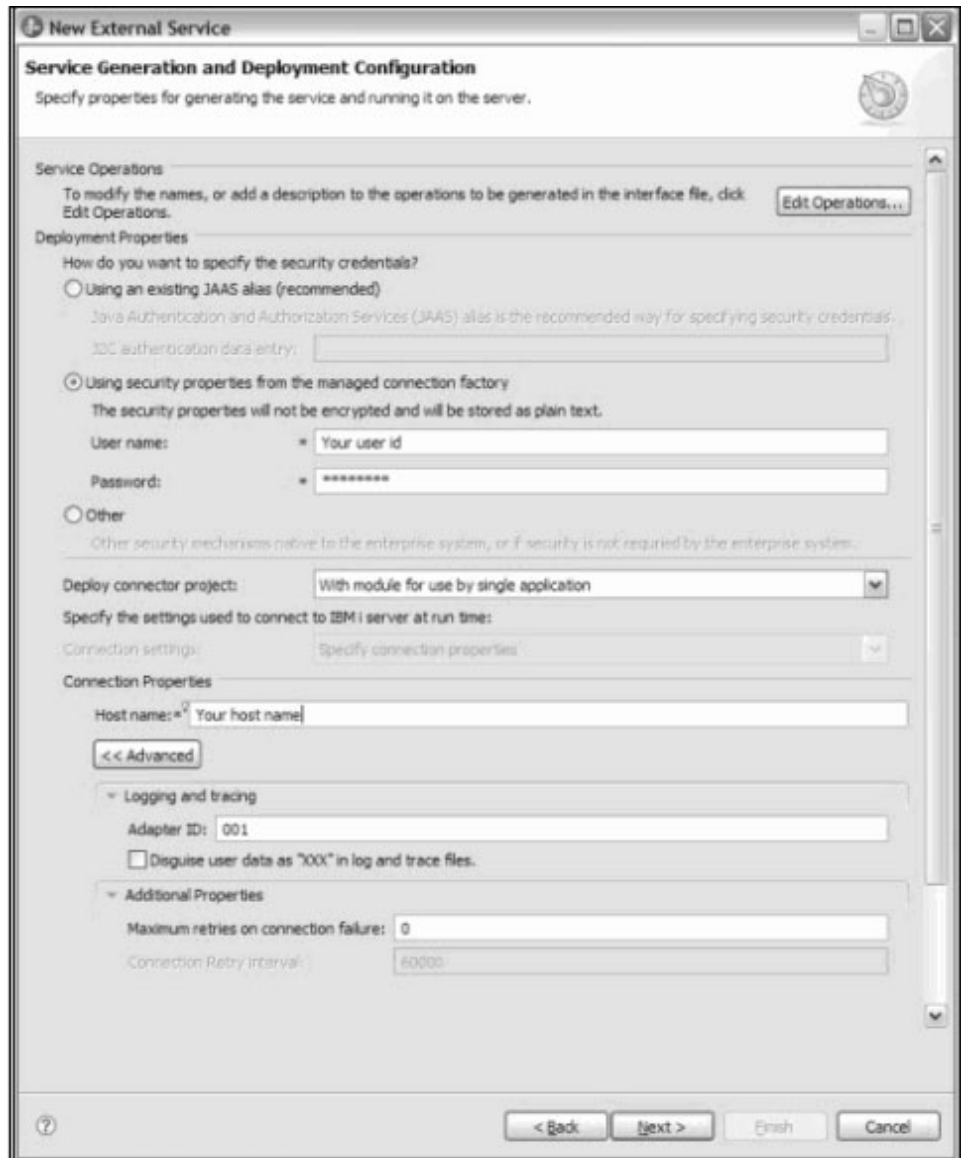 New External Service
Service Generation and Deployment Configuration
Specify properties for generating the service and running it on the server.
Service Operations
To modify the names, or add a description to the operations to be generated in the interface file, click
Edit Operations.
Edit Operations...
Deployment Properties
How do you want to specify the security credentials?
Using an existing JAAS alias (recommended)
Java Authentication and Authorization Services (JAAS) alias is the recommended way for specifying security credentials.
J2C authentication data entry:
Using security properties from the managed connection factory
The security properties will not be encrypted and will be stored as plain text.
User name: * Your user id
Password: * ********
Other
Other security mechanisms native to the enterprise system, or if security is not requried by the enterprise system.
Deploy connector project: With module for use by single application
Specify the settings used to connect to IBM i server at run time:
Connection settings: Specify connection properties
Connection Properties
Host name:* Your host name
<< Advanced
Logging and tracing
Adapter ID: 001
Disguise user data as "XXX" in log and trace files.
Additional Properties
Maximum retries on connection failure: 0
Connection Retry Interval: 60000
? < Back Next > Finish Cancel